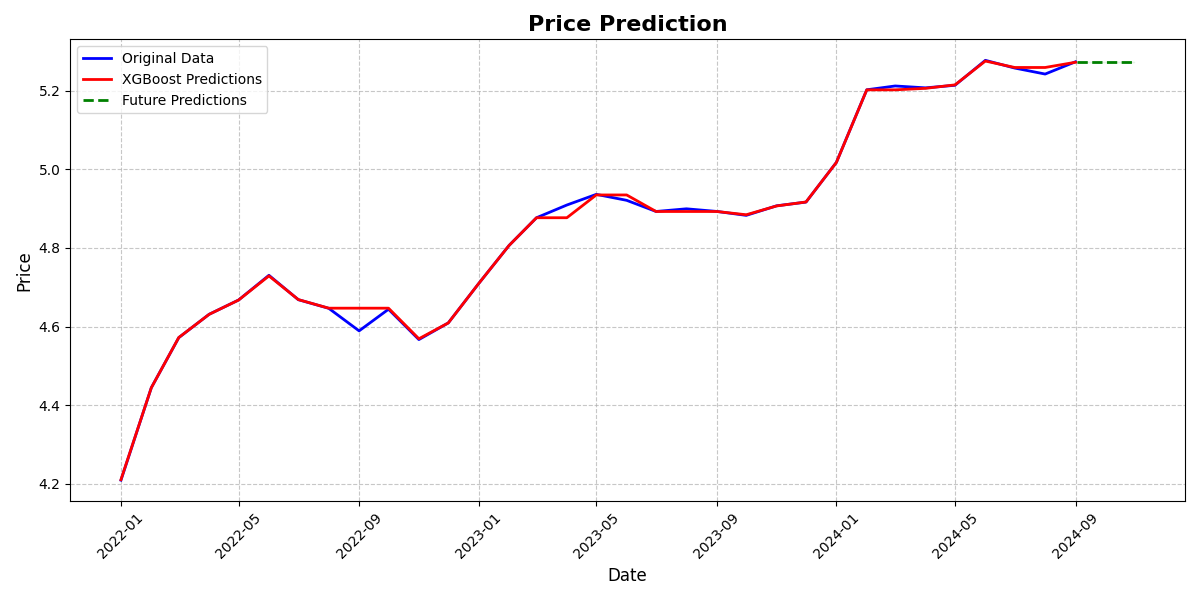 Price Prediction
Original Data
XGBoost Predictions
Future Predictions
Price
5.2
5.0
4.8
4.6
4.4
4.2
2022-01
2022-05
2022-09
2023-01
2023-05
2023-09
2024-01
2024-05
2024-09
Date